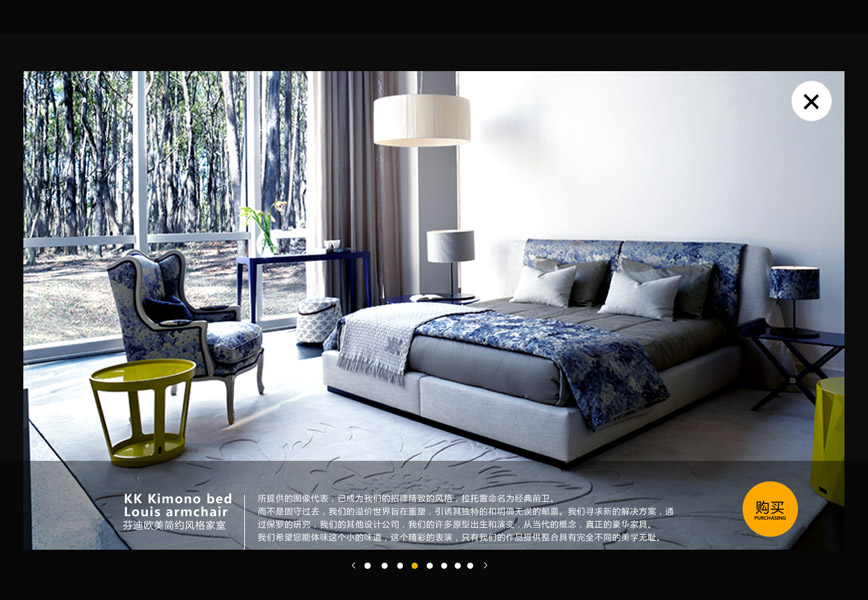 KK Kimono bed
Louis armchair
芬迪欧美简约风格家室
所提供的图像代表，已成为我们的招牌精致的风格，拉托雷命名为经典前卫。
而不是固守过去，我们的溢价世界旨在重塑，引诱其独特的和明确无误的邮票。我们寻求新的解决方案，通
过保罗的研究，我们的其他设计公司，我们的许多原型出生和演变，从当代的概念，真正的豪华家具。
我们希望您能体味这个小的味道，这个精彩的表演，只有我们的作品提供整合具有完全不同的美学无耻。
购买
PURCHASING